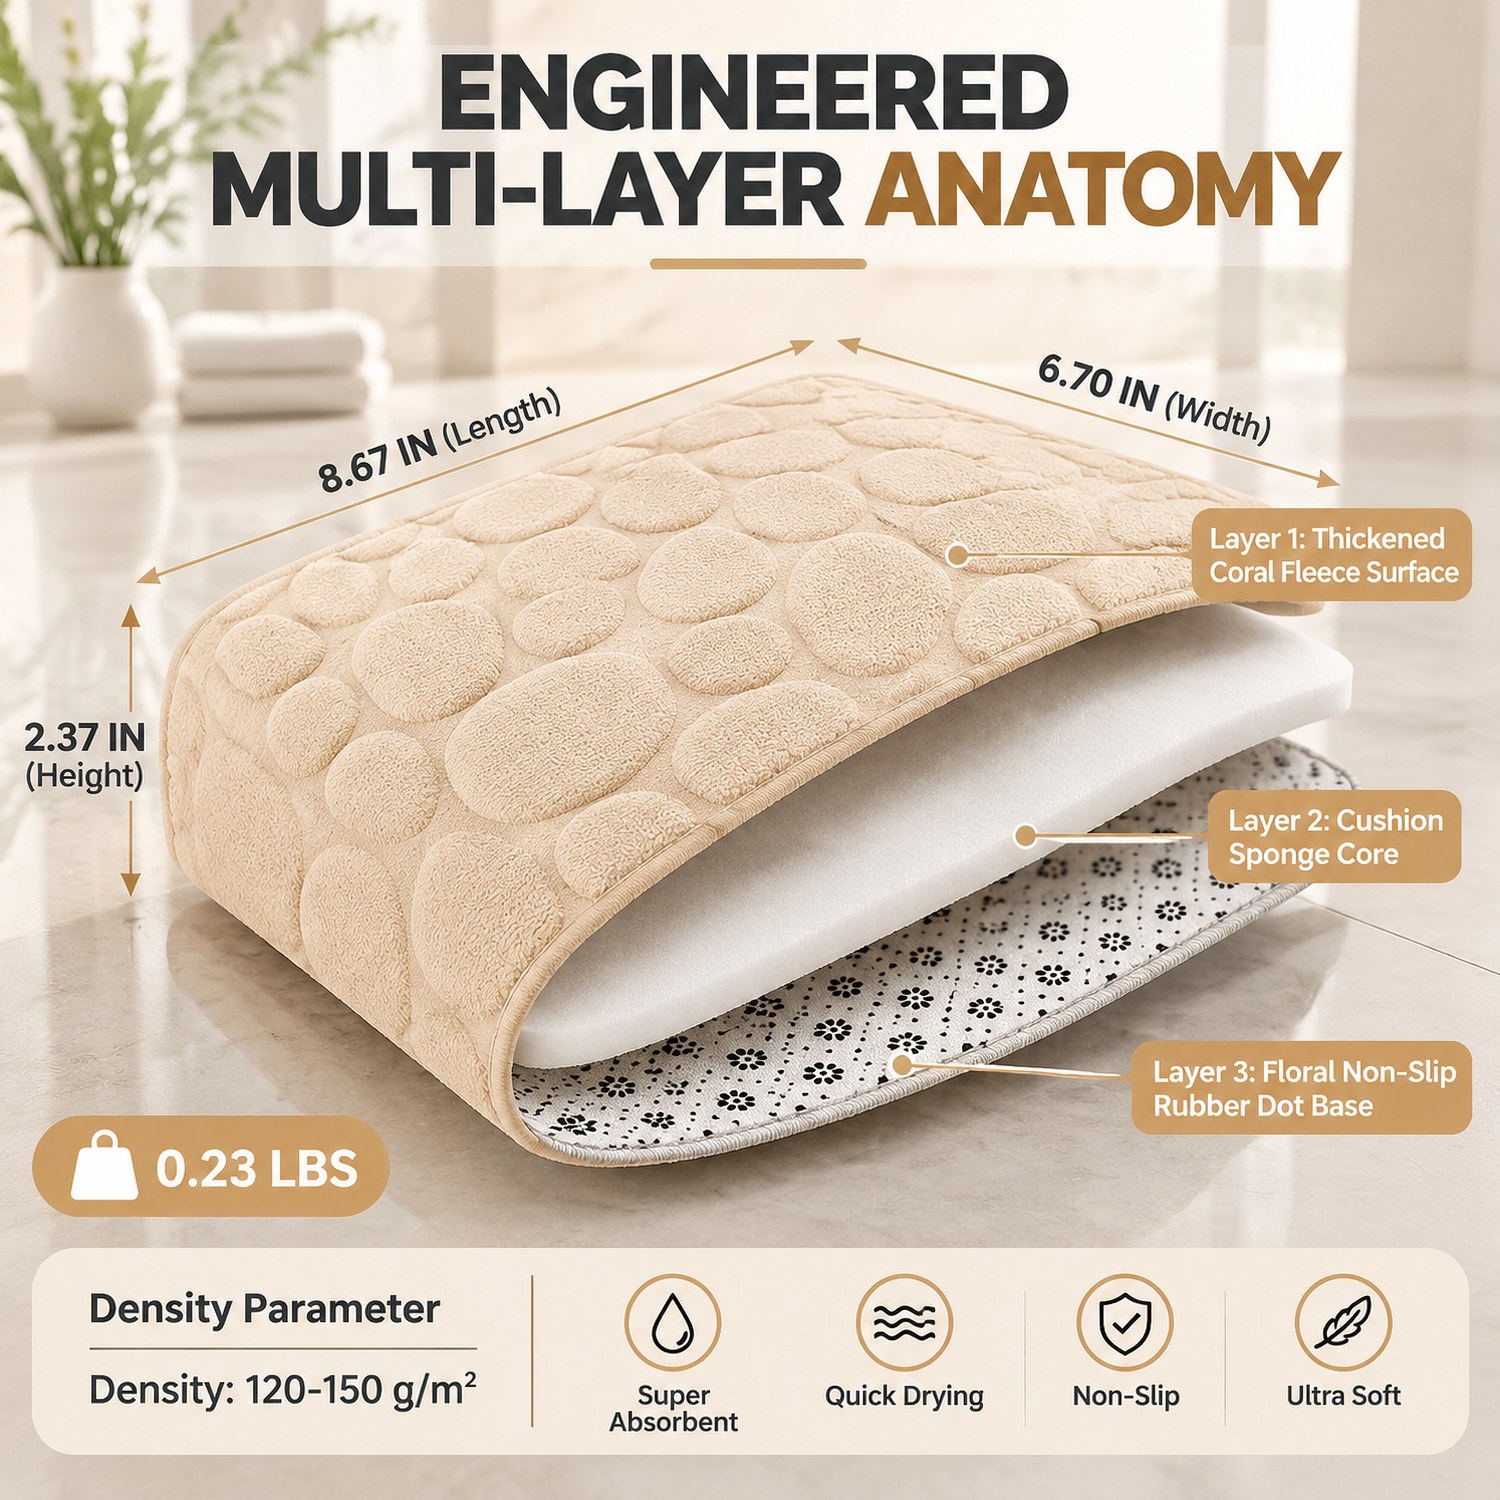 ENGINEERED
MULTI-LAYER ANATOMY
8.67 IN (Length)
6.70 IN (Width)
Layer 1: Thickened
Coral Fleece Surface
2.37 IN
(Height)
Layer 2: Cushion
Sponge Core
Layer 3: Floral Non-Slip
Rubber Dot Base
0.23 LBS
Density Parameter
Density: 120-150 g/m²
Super
Absorbent
Quick Drying
Non-Slip
Ultra Soft